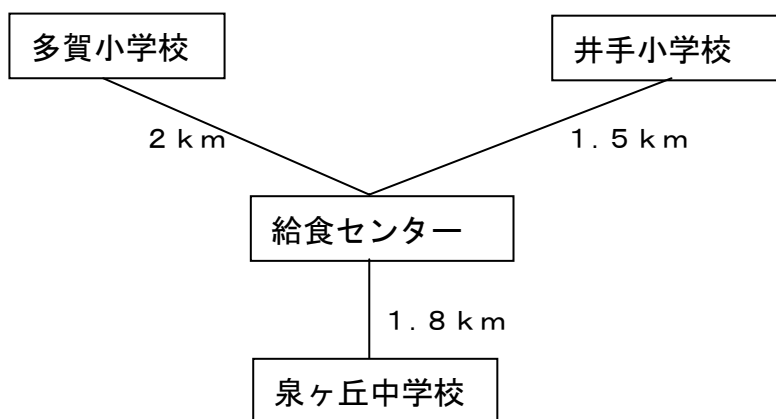 多賀小学校
井手小学校
２ｋｍ
１．５ｋｍ
給食センター
１．８ｋｍ
泉ヶ丘中学校